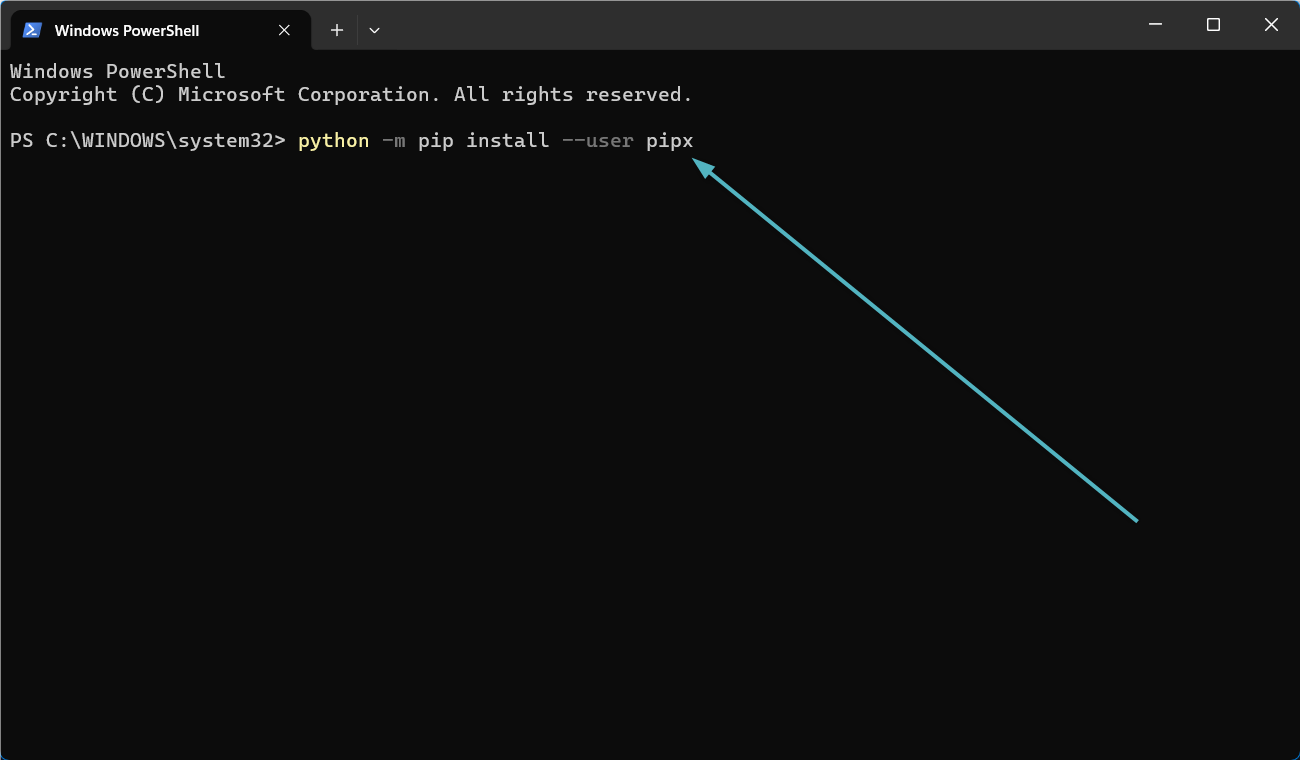 Windows PowerShell
Windows PowerShell
Copyright (C) Microsoft Corporation. All rights reserved.
PS C:\WINDOWS\system32> python -m pip install --user pipx